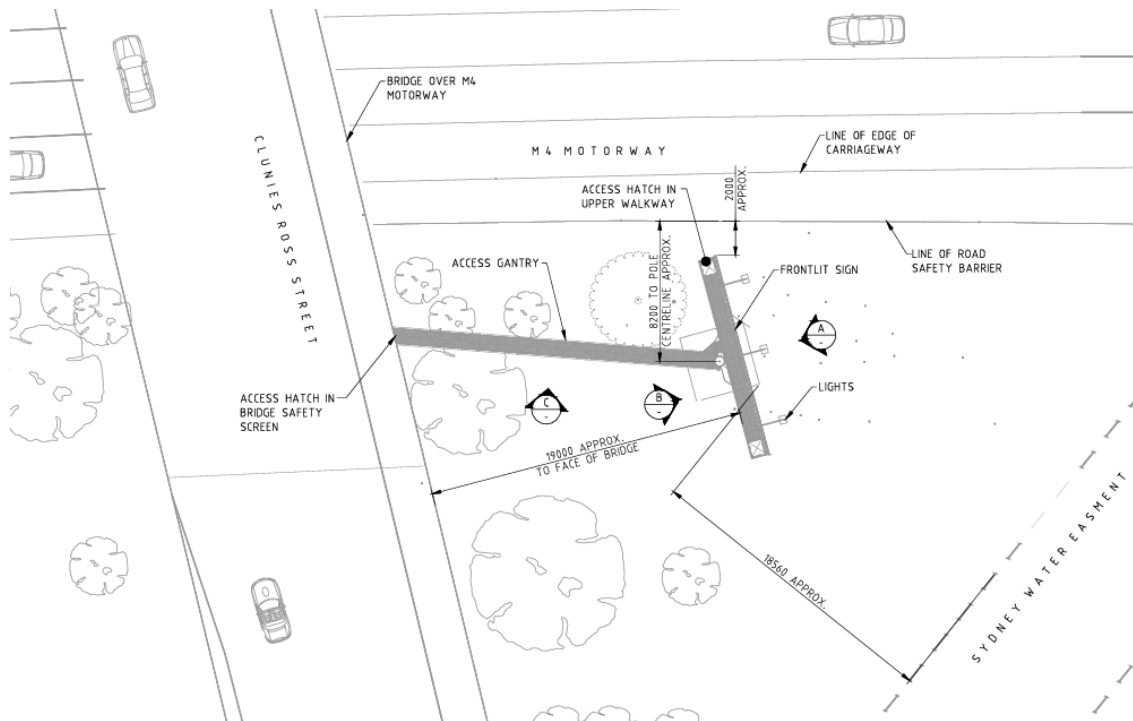 BRIDGE OVER M4
MOTORWAY
CLUNIES ROSS STREET
M4 MOTORWAY
LINE OF EDGE OF
CARRIAGEWAY
ACCESS HATCH IN
UPPER WALKWAY
2000
APPROX.
ACCESS GANTRY
8200 TO POLE
CENTRELINE APPROX.
FRONTLIT SIGN
LINE OF ROAD
SAFETY BARRIER
A
-
ACCESS HATCH IN
BRIDGE SAFETY
SCREEN
C
-
B
-
LIGHTS
19000 APPROX.
TO FACE OF BRIDGE
18560 APPROX.
SYDNEY WATER EASMENT